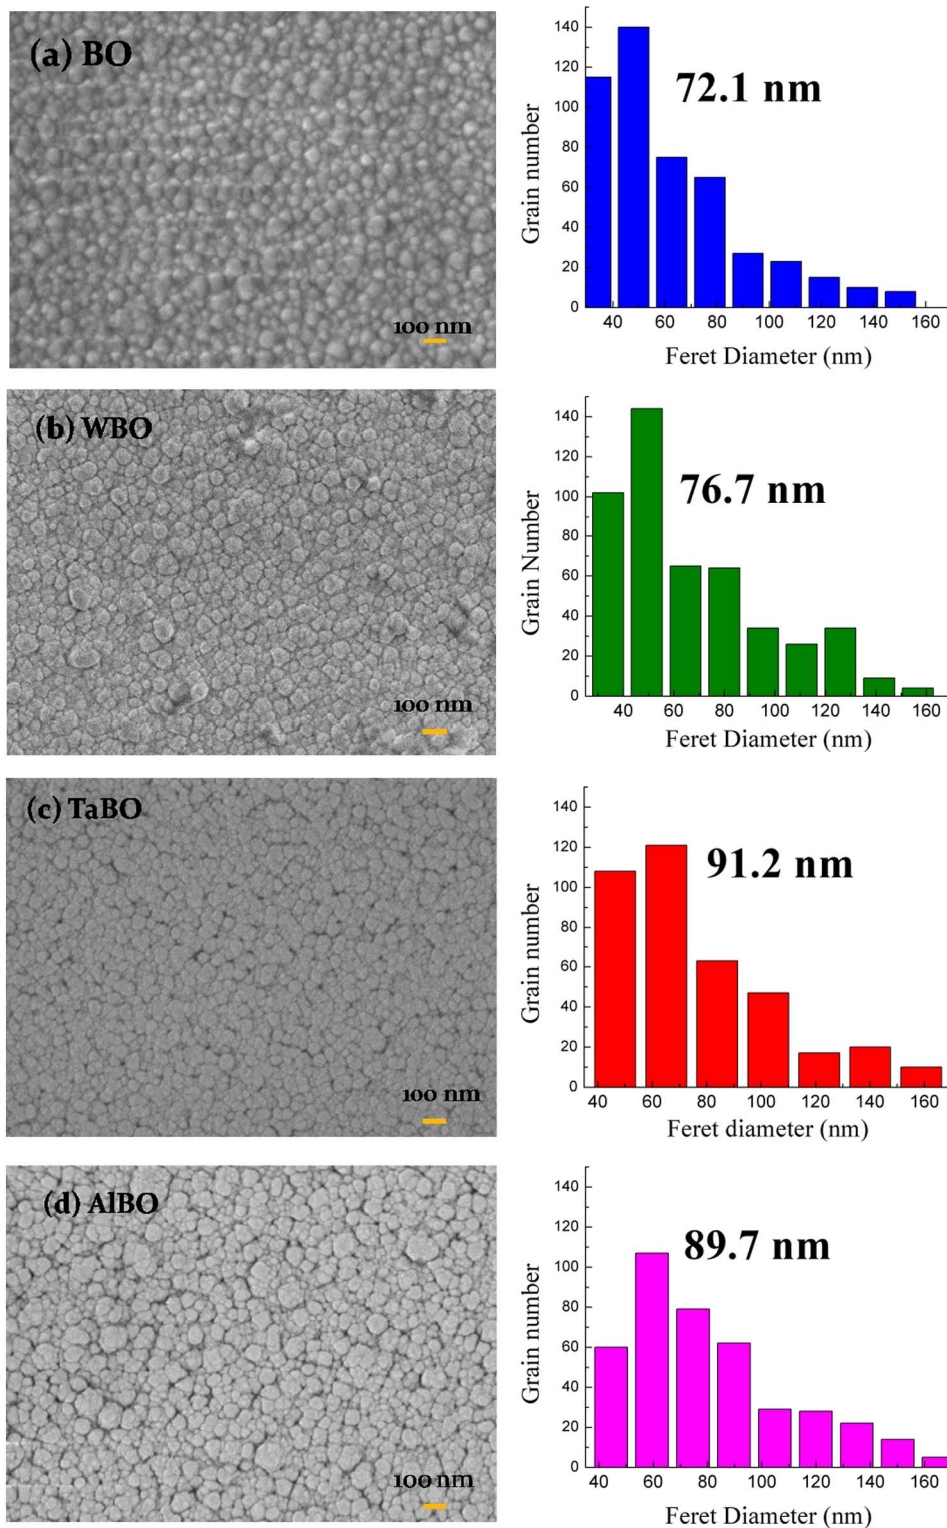 (a) BO
100 nm
72.1 nm
Grain number
140
120
100
80
60
40
20
0
40 60 80 100 120 140 160
Feret Diameter (nm)
(b) WBO
100 nm
76.7 nm
Grain Number
140
120
100
80
60
40
20
0
40 60 80 100 120 140 160
Feret Diameter (nm)
(c) TaBO
100 nm
91.2 nm
Grain number
140
120
100
80
60
40
20
0
40 60 80 100 120 140 160
Feret diameter (nm)
(d) AlBO
100 nm
89.7 nm
Grain number
140
120
100
80
60
40
20
0
40 60 80 100 120 140 160
Feret Diameter (nm)